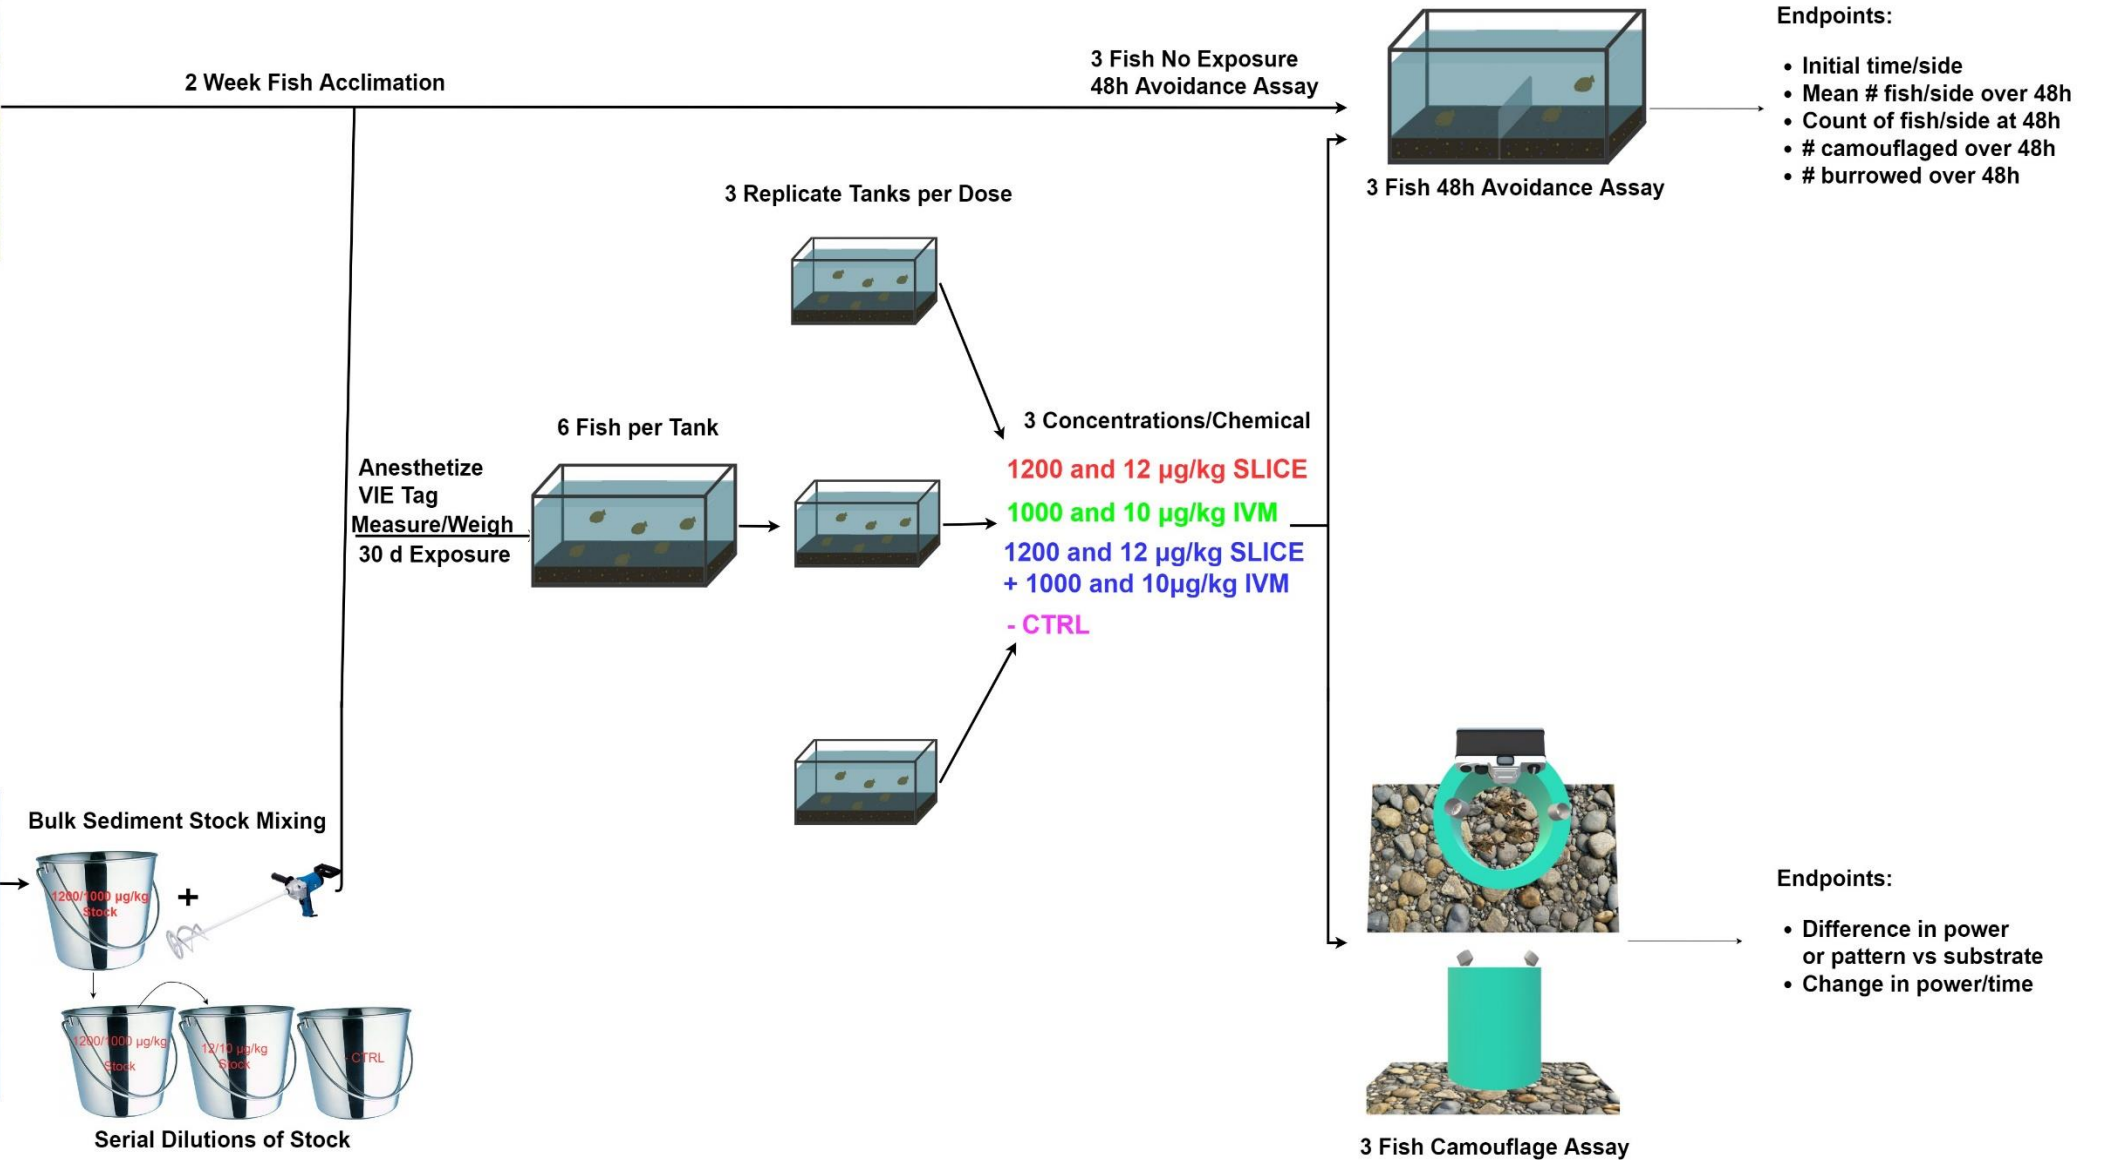 2 Week Fish Acclimation
3 Fish No Exposure
48h Avoidance Assay
3 Fish 48h Avoidance Assay
Endpoints:
• Initial time/side
• Mean # fish/side over 48h
• Count of fish/side at 48h
• # camouflaged over 48h
• # burrowed over 48h
3 Replicate Tanks per Dose
6 Fish per Tank
Anesthetize
VIE Tag
Measure/Weigh
30 d Exposure
3 Concentrations/Chemical
1200 and 12 µg/kg SLICE
1000 and 10 µg/kg IVM
1200 and 12 µg/kg SLICE
+ 1000 and 10µg/kg IVM
- CTRL
Bulk Sediment Stock Mixing
1200/1000 µg/kg
Stock
+
1200/1000 µg/kg
Stock
12/10 µg/kg
Stock
- CTRL
Serial Dilutions of Stock
3 Fish Camouflage Assay
Endpoints:
• Difference in power
or pattern vs substrate
• Change in power/time